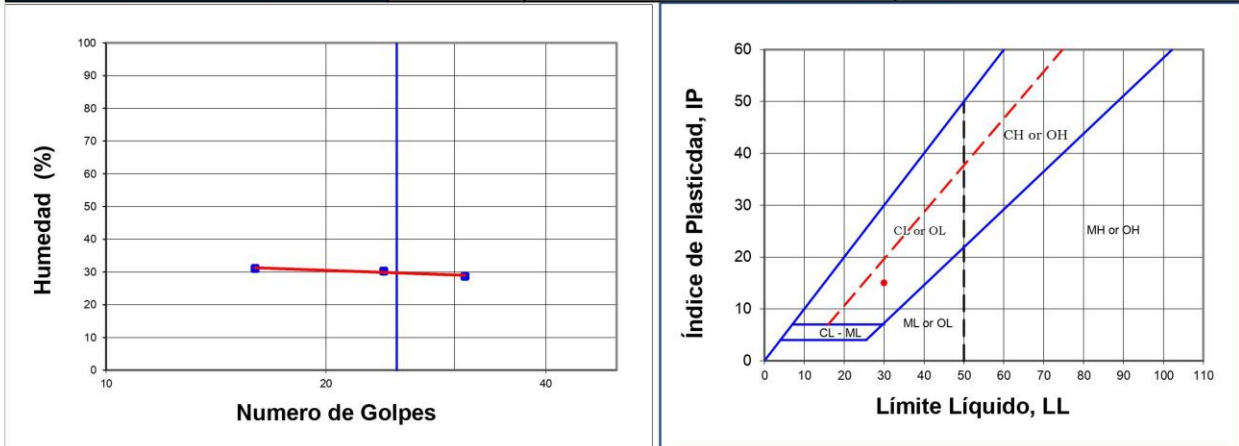 100
90
80
70
60
50
40
30
20
10
0
10 20 40
Humedad (%)
Numero de Golpes
60
50
40
30
20
10
0
0 10 20 30 40 50 60 70 80 90 100 110
Índice de Plasticdad, IP
CH or OH
CL or OL
MH or OH
ML or OL
CL - ML
Límite Líquido, LL